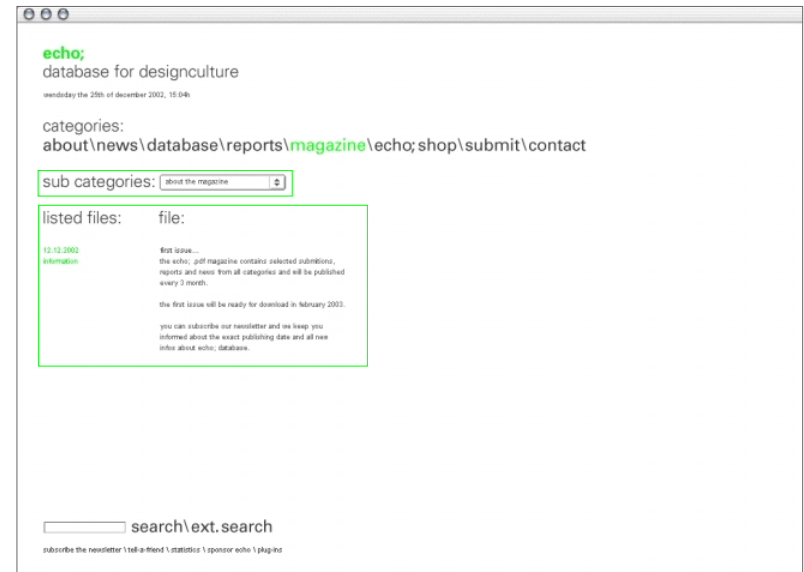 echo;
database for designculture
wendsday the 25th of december 2002, 15:04h
categories:
about\news\database\reports\magazine\echo;shop\submit\contact
sub categories: about the magazine
listed files: file:
12.12.2002 first issue...
information the echo; .pdf magazine contains selected submitions,
reports and news from all categories and will be published
every 3 month.
the first issue will be ready for download in february 2003.
you can subscribe our newsletter and we keep you
informed about the exact publishing date and all new
infos about echo; database.
search\ext.search
subscribe the newsletter \ tell-a-friend \ statistics \ sponsor echo \ plug-ins